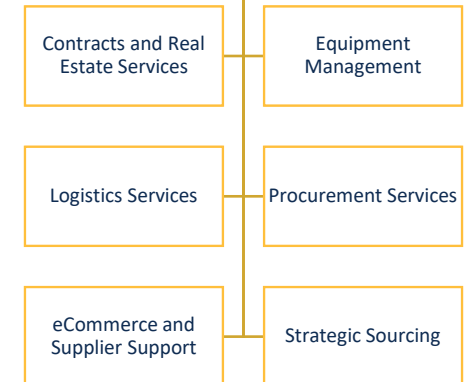 Contracts and Real
Estate Services
Equipment
Management
Logistics Services
Procurement Services
eCommerce and
Supplier Support
Strategic Sourcing